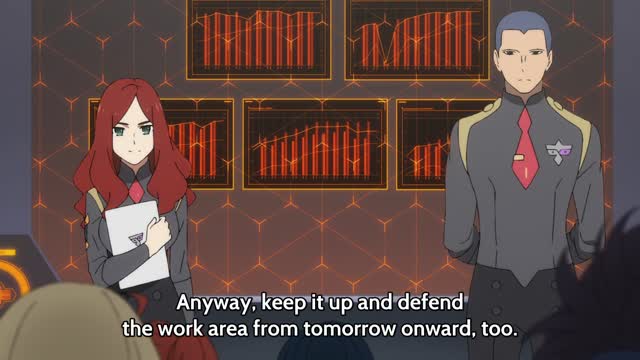 Anyway, keep it up and defend
the work area from tomorrow onward, too.